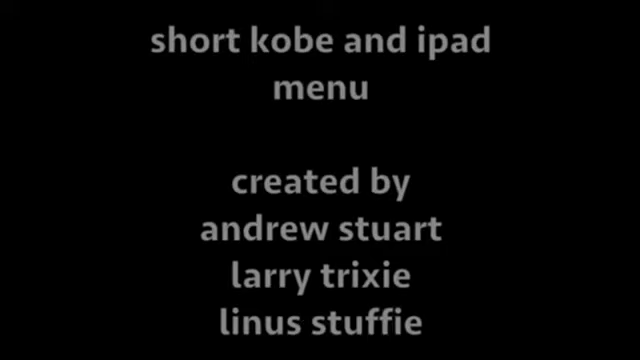 short kobe and ipad
menu
created by
andrew stuart
larry trixie
linus stuffie